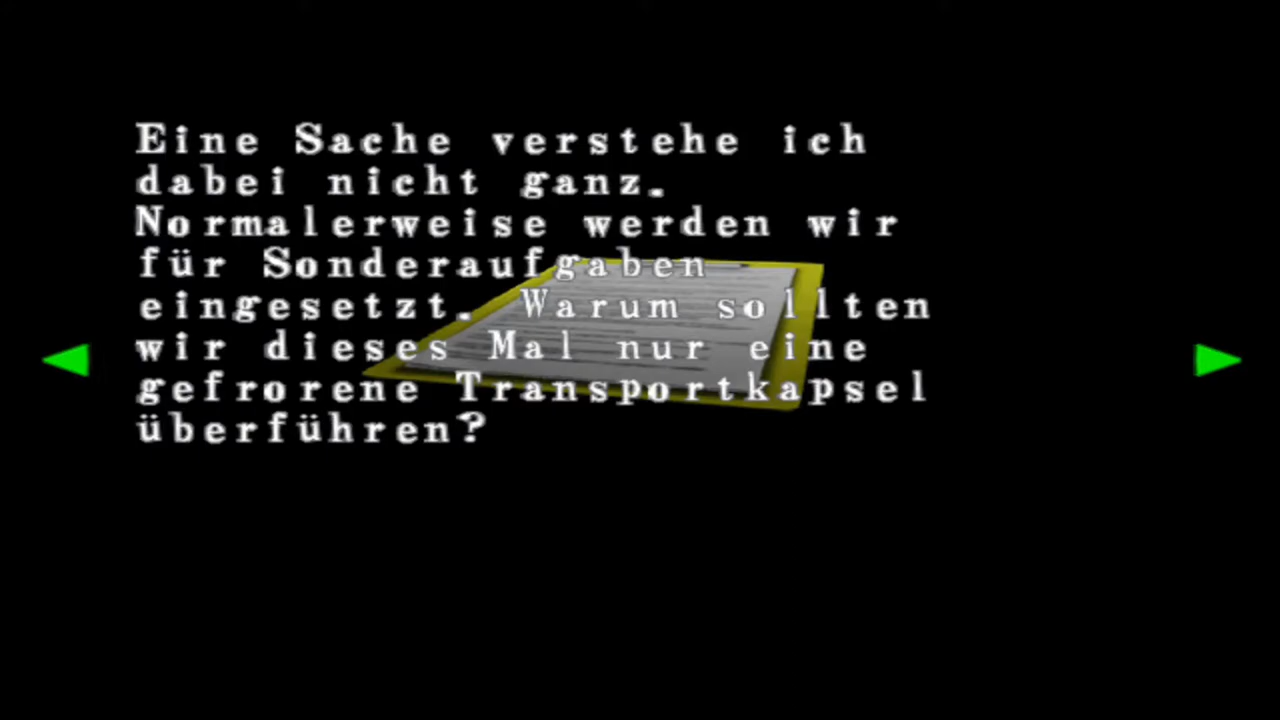 Eine Sache verstehe ich
dabei nicht ganz.
Normalerweise werden wir
für Sonderaufgaben
eingesetzt. Warum sollten
wir dieses Mal nur eine
gefrorene Transportkapsel
überführen?